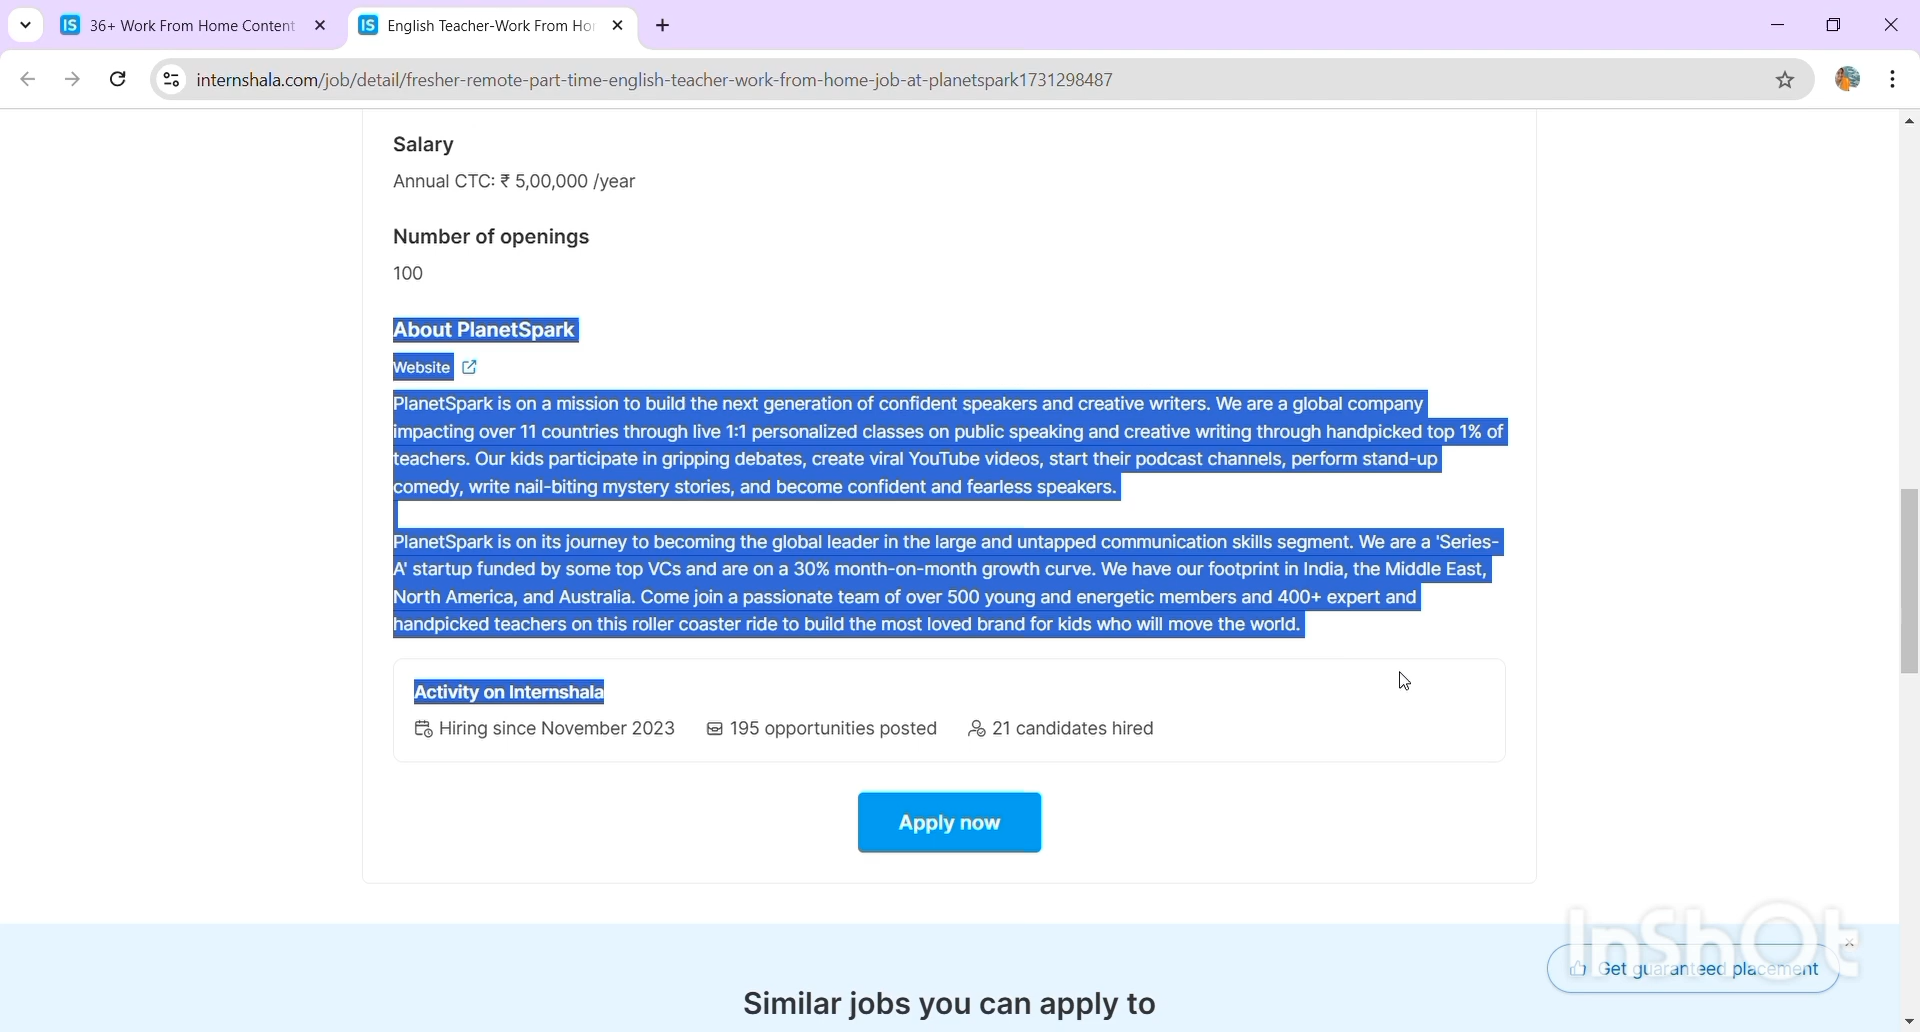 36+ Work From Home Content
English Teacher-Work From Ho
internshala.com/job/detail/fresher-remote-part-time-english-teacher-work-from-home-job-at-planetspark1731298487
Salary
Annual CTC: ₹ 5,00,000 /year
Number of openings
100
About PlanetSpark
Website
PlanetSpark is on a mission to build the next generation of confident speakers and creative writers. We are a global company
impacting over 11 countries through live 1:1 personalized classes on public speaking and creative writing through handpicked top 1% of
teachers. Our kids participate in gripping debates, create viral YouTube videos, start their podcast channels, perform stand-up
comedy, write nail-biting mystery stories, and become confident and fearless speakers.
PlanetSpark is on its journey to becoming the global leader in the large and untapped communication skills segment. We are a 'Series-
A' startup funded by some top VCs and are on a 30% month-on-month growth curve. We have our footprint in India, the Middle East,
North America, and Australia. Come join a passionate team of over 500 young and energetic members and 400+ expert and
handpicked teachers on this roller coaster ride to build the most loved brand for kids who will move the world.
Activity on Internshala
Hiring since November 2023 195 opportunities posted 21 candidates hired
Apply now
InShOt
Get guaranteed placement
Similar jobs you can apply to